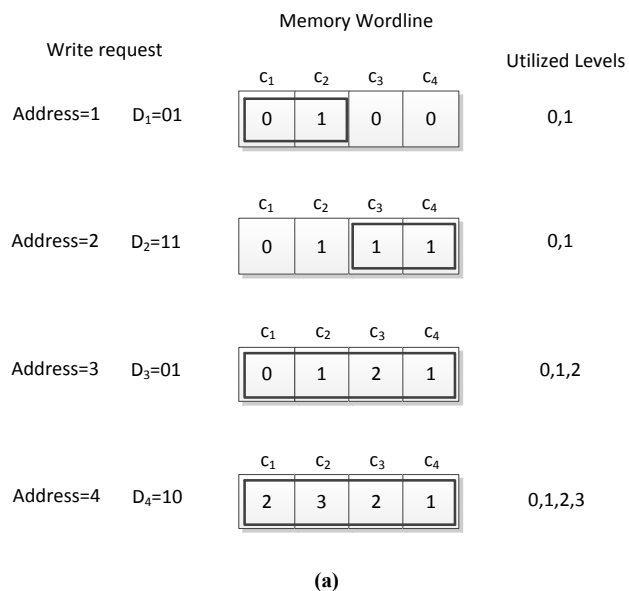 Memory Wordline
Write request
Utilized Levels
c₁ c₂ c₃ c₄
Address=1 D₁=01 0 1 0 0 0,1
c₁ c₂ c₃ c₄
Address=2 D₂=11 0 1 1 1 0,1
c₁ c₂ c₃ c₄
Address=3 D₃=01 0 1 2 1 0,1,2
c₁ c₂ c₃ c₄
Address=4 D₄=10 2 3 2 1 0,1,2,3
(a)